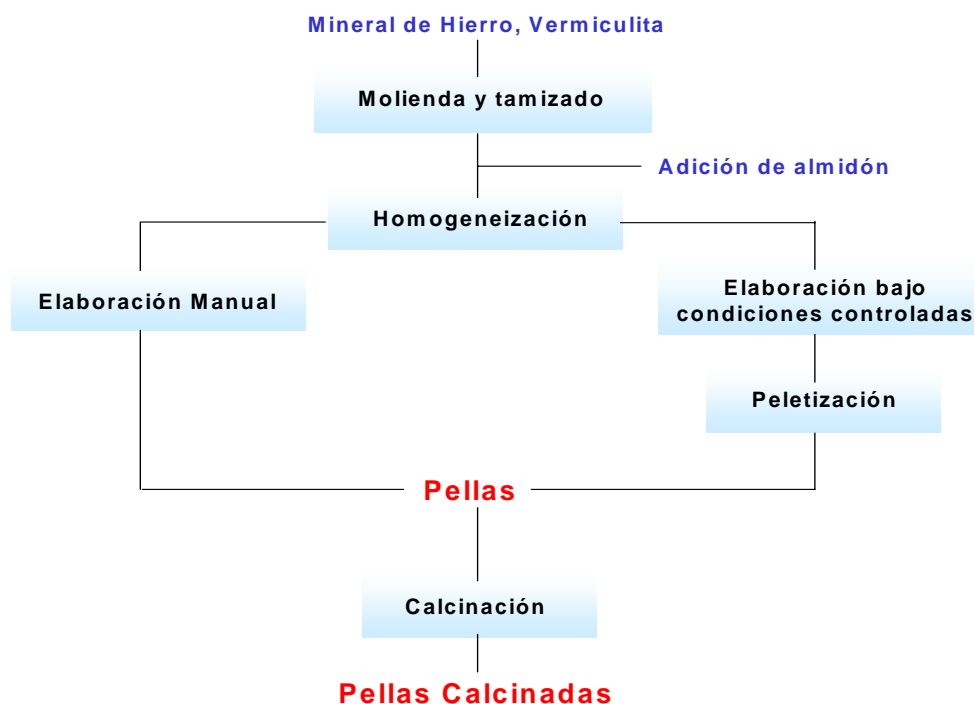 Mineral de Hierro, Vermiculita
Molienda y tamizado
Adición de almidón
Homogeneización
Elaboración Manual
Elaboración bajo
condiciones controladas
Peletización
Pellas
Calcinación
Pellas Calcinadas